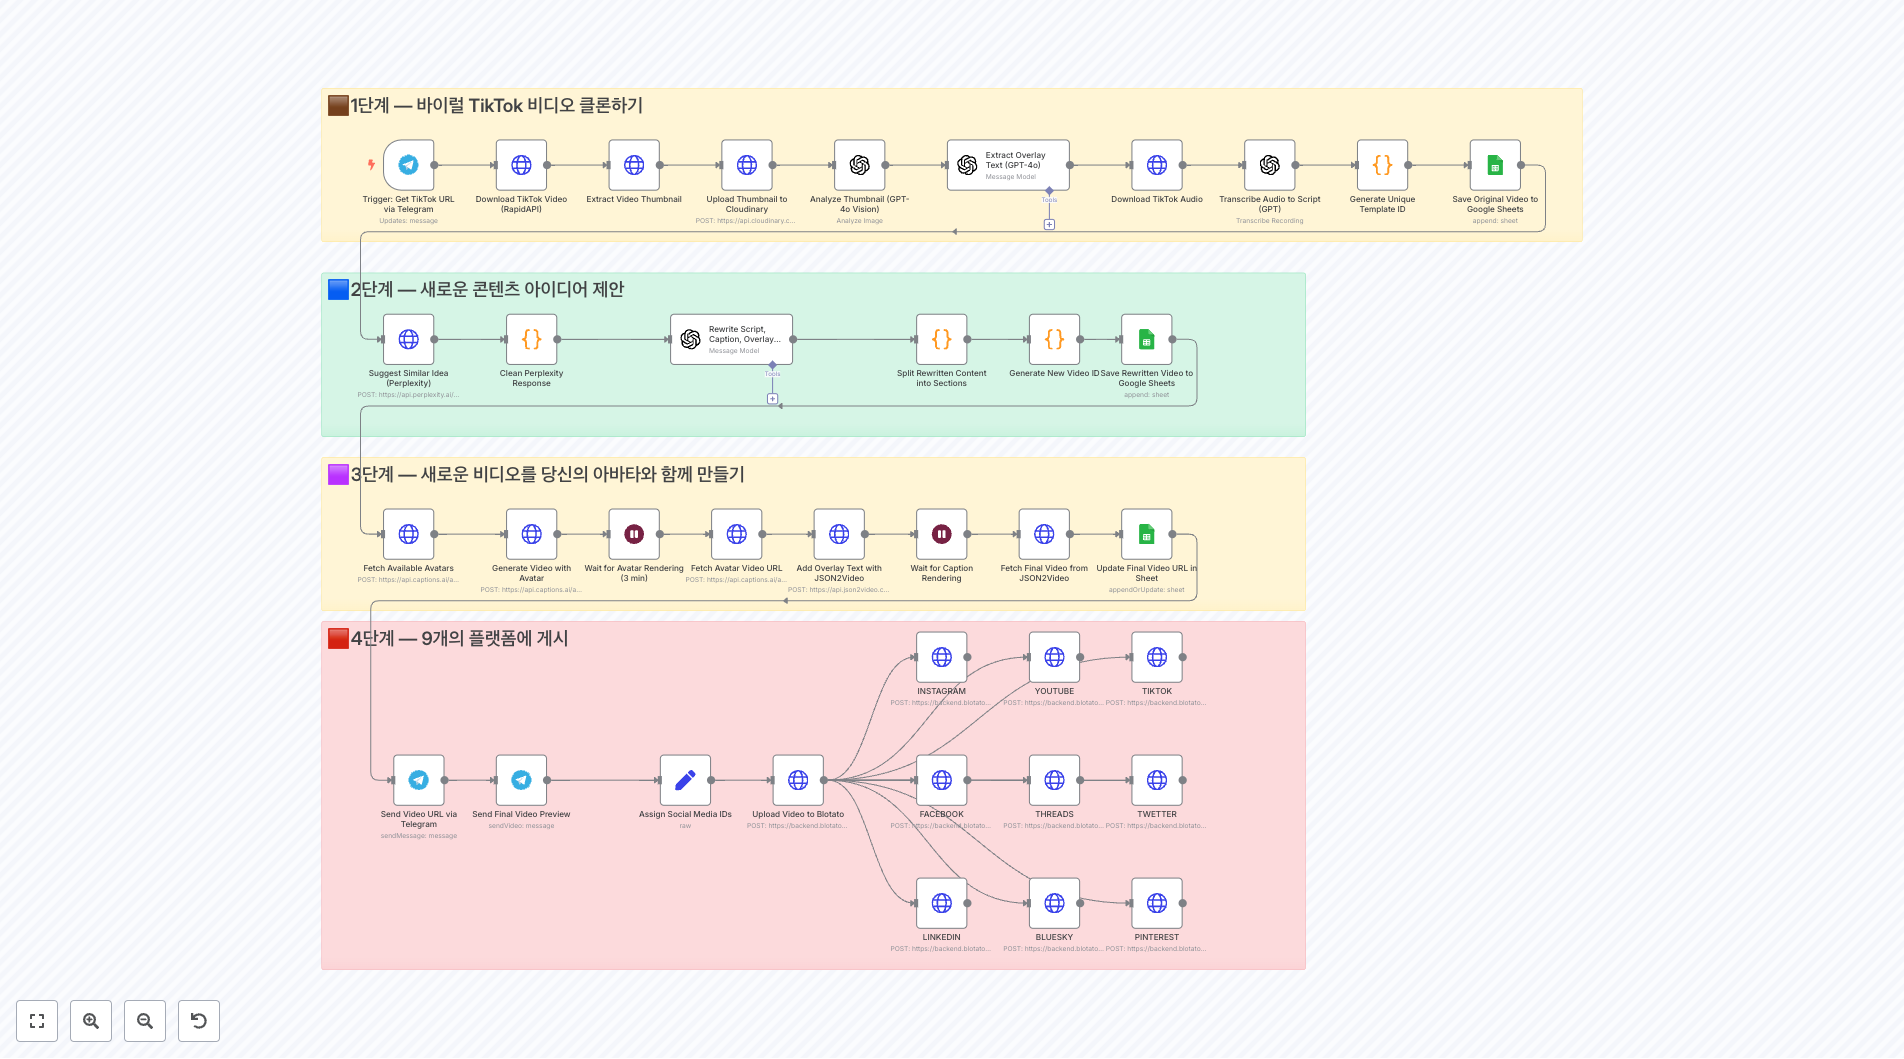 1단계 — 바이럴 TikTok 비디오 클론하기
Trigger: Get TikTok URL
via Telegram
Updates: message
Download TikTok Video
(RapidAPI)
Extract Video Thumbnail
Upload Thumbnail to
Cloudinary
POST: https://api.cloudinary.c...
Analyze Thumbnail (GPT-
4o Vision)
Analyze Image
Extract Overlay
Text (GPT-4o)
Message Model
Tools
Download TikTok Audio
Transcribe Audio to Script
(GPT)
Transcribe Recording
Generate Unique
Template ID
Save Original Video to
Google Sheets
append: sheet
2단계 — 새로운 콘텐츠 아이디어 제안
Suggest Similar Idea
(Perplexity)
POST: https://api.perplexity.ai/...
Clean Perplexity
Response
Rewrite Script,
Caption, Overlay...
Message Model
Tools
Split Rewritten Content
into Sections
Generate New Video ID
Save Rewritten Video to
Google Sheets
append: sheet
3단계 — 새로운 비디오를 당신의 아바타와 함께 만들기
Fetch Available Avatars
POST: https://api.captions.ai/a...
Generate Video with
Avatar
POST: https://api.captions.ai/a...
Wait for Avatar Rendering
(3 min)
Fetch Avatar Video URL
POST: https://api.captions.ai/a...
Add Overlay Text with
JSON2Video
POST: https://api.json2video.c...
Wait for Caption
Rendering
Fetch Final Video from
JSON2Video
Update Final Video URL in
Sheet
appendOrUpdate: sheet
4단계 — 9개의 플랫폼에 게시
INSTAGRAM
POST: https://backend.blotato...
YOUTUBE
POST: https://backend.blotato...
TIKTOK
POST: https://backend.blotato...
Send Video URL via
Telegram
sendMessage: message
Send Final Video Preview
sendVideo: message
Assign Social Media IDs
raw
Upload Video to Blotato
POST: https://backend.blotato...
FACEBOOK
POST: https://backend.blotato...
THREADS
POST: https://backend.blotato...
TWETTER
POST: https://backend.blotato...
LINKEDIN
POST: https://backend.blotato...
BLUESKY
POST: https://backend.blotato...
PINTEREST
POST: https://backend.blotato...